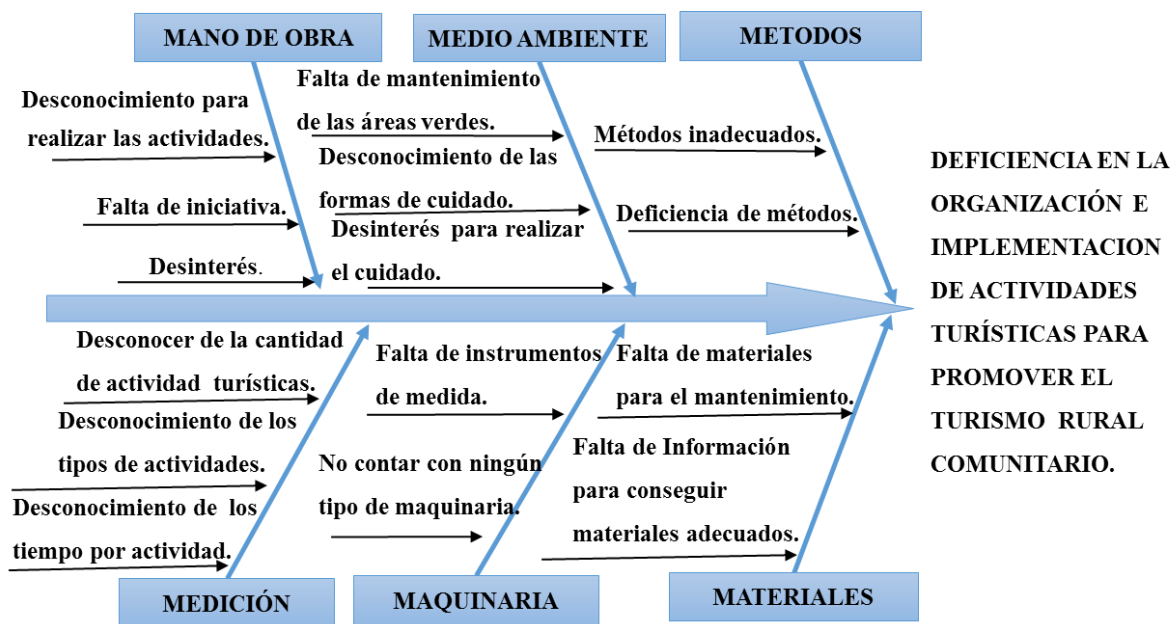 MANO DE OBRA
MEDIO AMBIENTE
METODOS
Desconocimiento para
realizar las actividades.
Falta de iniciativa.
Desinterés.
Falta de mantenimiento
de las áreas verdes.
Desconocimiento de las
formas de cuidado.
Desinterés para realizar
el cuidado.
Métodos inadecuados.
Deficiencia de métodos.
DEFICIENCIA EN LA
ORGANIZACIÓN E
IMPLEMENTACION
DE ACTIVIDADES
TURÍSTICAS PARA
PROMOVER EL
TURISMO RURAL
COMUNITARIO.
Desconocer de la cantidad
de actividad turísticas.
Desconocimiento de los
tipos de actividades.
Desconocimiento de los
tiempo por actividad.
Falta de instrumentos
de medida.
No contar con ningún
tipo de maquinaria.
Falta de materiales
para el mantenimiento.
Falta de Información
para conseguir
materiales adecuados.
MEDICIÓN
MAQUINARIA
MATERIALES